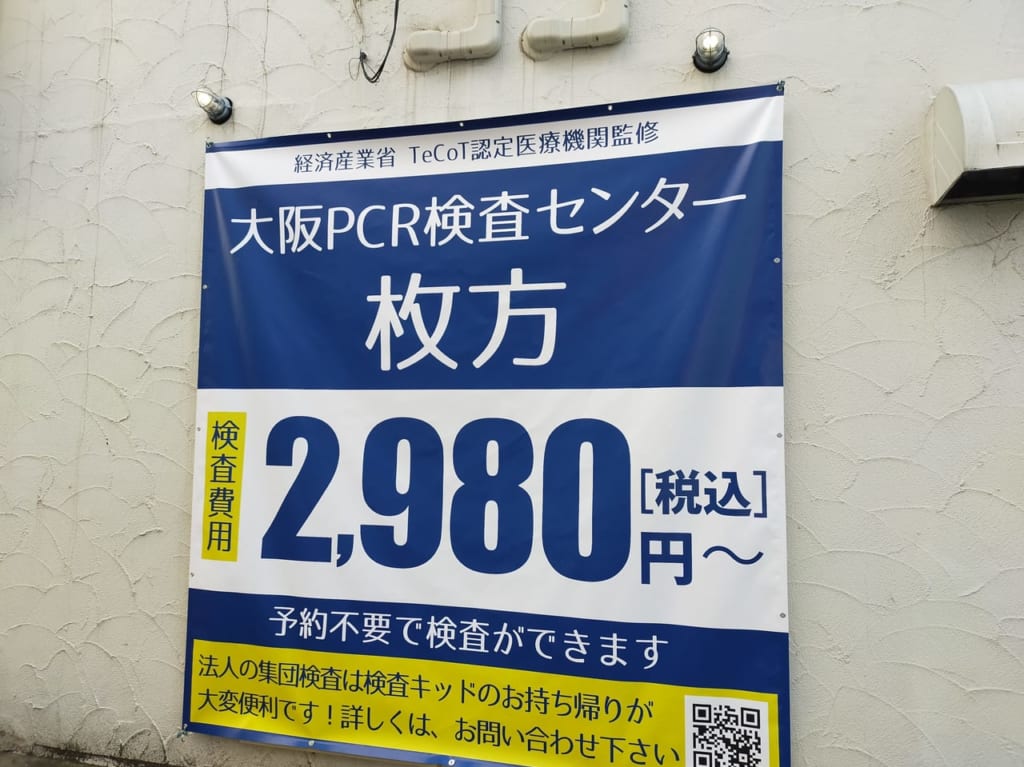 経済産業省 TeCoT認定医療機関監修
大阪PCR検査センター
枚方
検査費用
2,980円～[税込]
予約不要で検査ができます
法人の集団検査は検査キッドのお持ち帰りが
大変便利です！詳しくは、お問い合わせ下さい